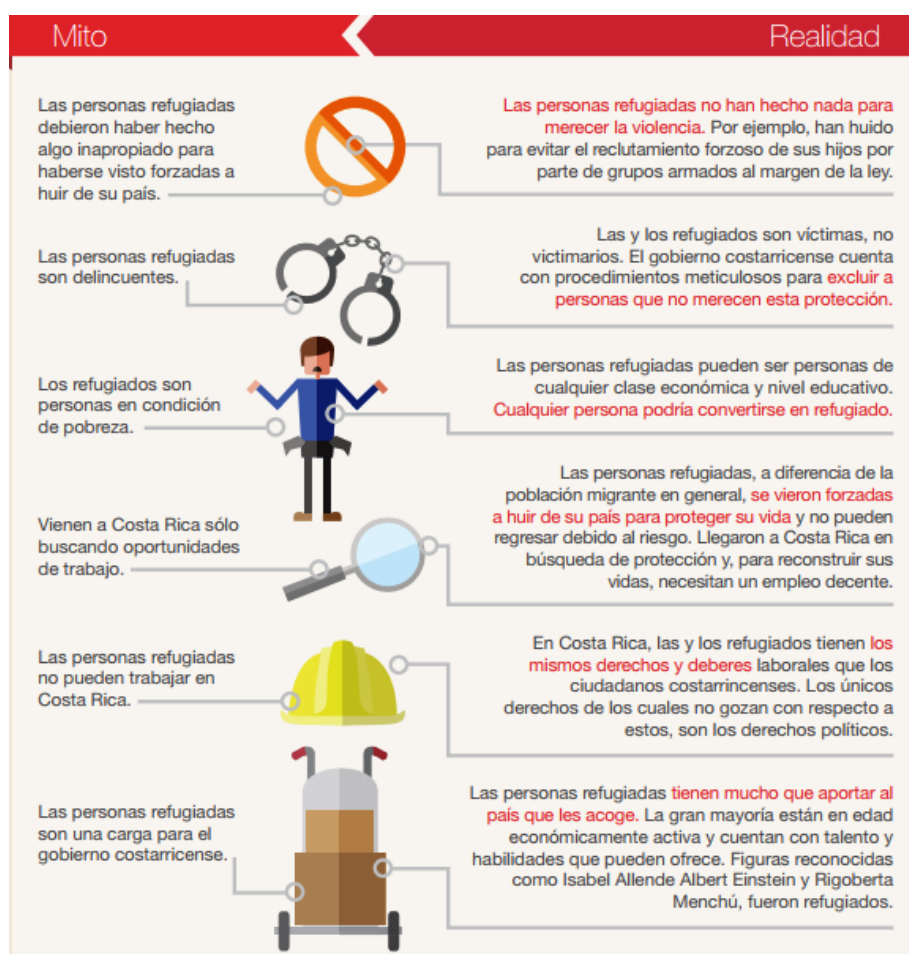 Mito
Realidad
Las personas refugiadas
debieron haber hecho
algo inapropiado para
haberse visto forzadas a
huir de su país.
Las personas refugiadas no han hecho nada para
merecer la violencia. Por ejemplo, han huido
para evitar el reclutamiento forzoso de sus hijos por
parte de grupos armados al margen de la ley.
Las personas refugiadas
son delincuentes.
Las y los refugiados son víctimas, no
victimarios. El gobierno costarricense cuenta
con procedimientos meticulosos para excluir a
personas que no merecen esta protección.
Los refugiados son
personas en condición
de pobreza.
Las personas refugiadas pueden ser personas de
cualquier clase económica y nivel educativo.
Cualquier persona podría convertirse en refugiado.
Vienen a Costa Rica sólo
buscando oportunidades
de trabajo.
Las personas refugiadas, a diferencia de la
población migrante en general, se vieron forzadas
a huir de su país para proteger su vida y no pueden
regresar debido al riesgo. Llegaron a Costa Rica en
búsqueda de protección y, para reconstruir sus
vidas, necesitan un empleo decente.
Las personas refugiadas
no pueden trabajar en
Costa Rica.
En Costa Rica, las y los refugiados tienen los
mismos derechos y deberes laborales que los
ciudadanos costarrincenses. Los únicos
derechos de los cuales no gozan con respecto a
estos, son los derechos políticos.
Las personas refugiadas
son una carga para el
gobierno costarricense.
Las personas refugiadas tienen mucho que aportar al
país que les acoge. La gran mayoría están en edad
económicamente activa y cuentan con talento y
habilidades que pueden ofrece. Figuras reconocidas
como Isabel Allende Albert Einstein y Rigoberta
Menchú, fueron refugiados.